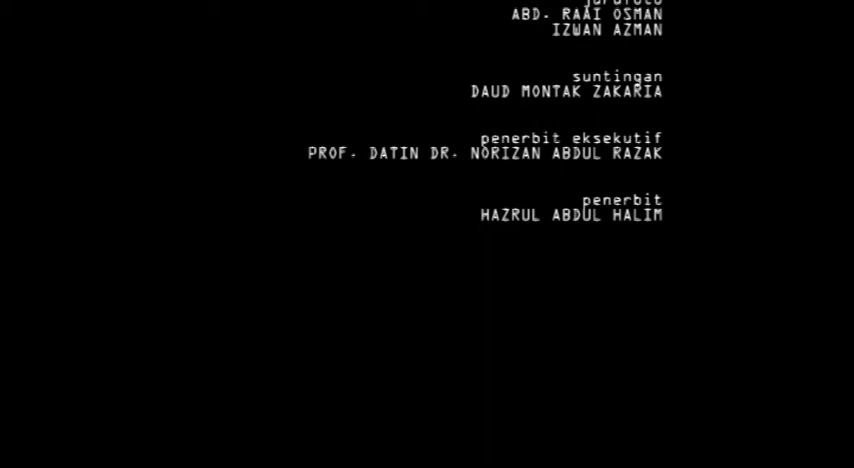 jurufoto
ABD. RAAI OSMAN
IZWAN AZMAN
suntingan
DAUD MONTAK ZAKARIA
penerbit eksekutif
PROF. DATIN DR. NORIZAN ABDUL RAZAK
penerbit
HAZRUL ABDUL HALIM